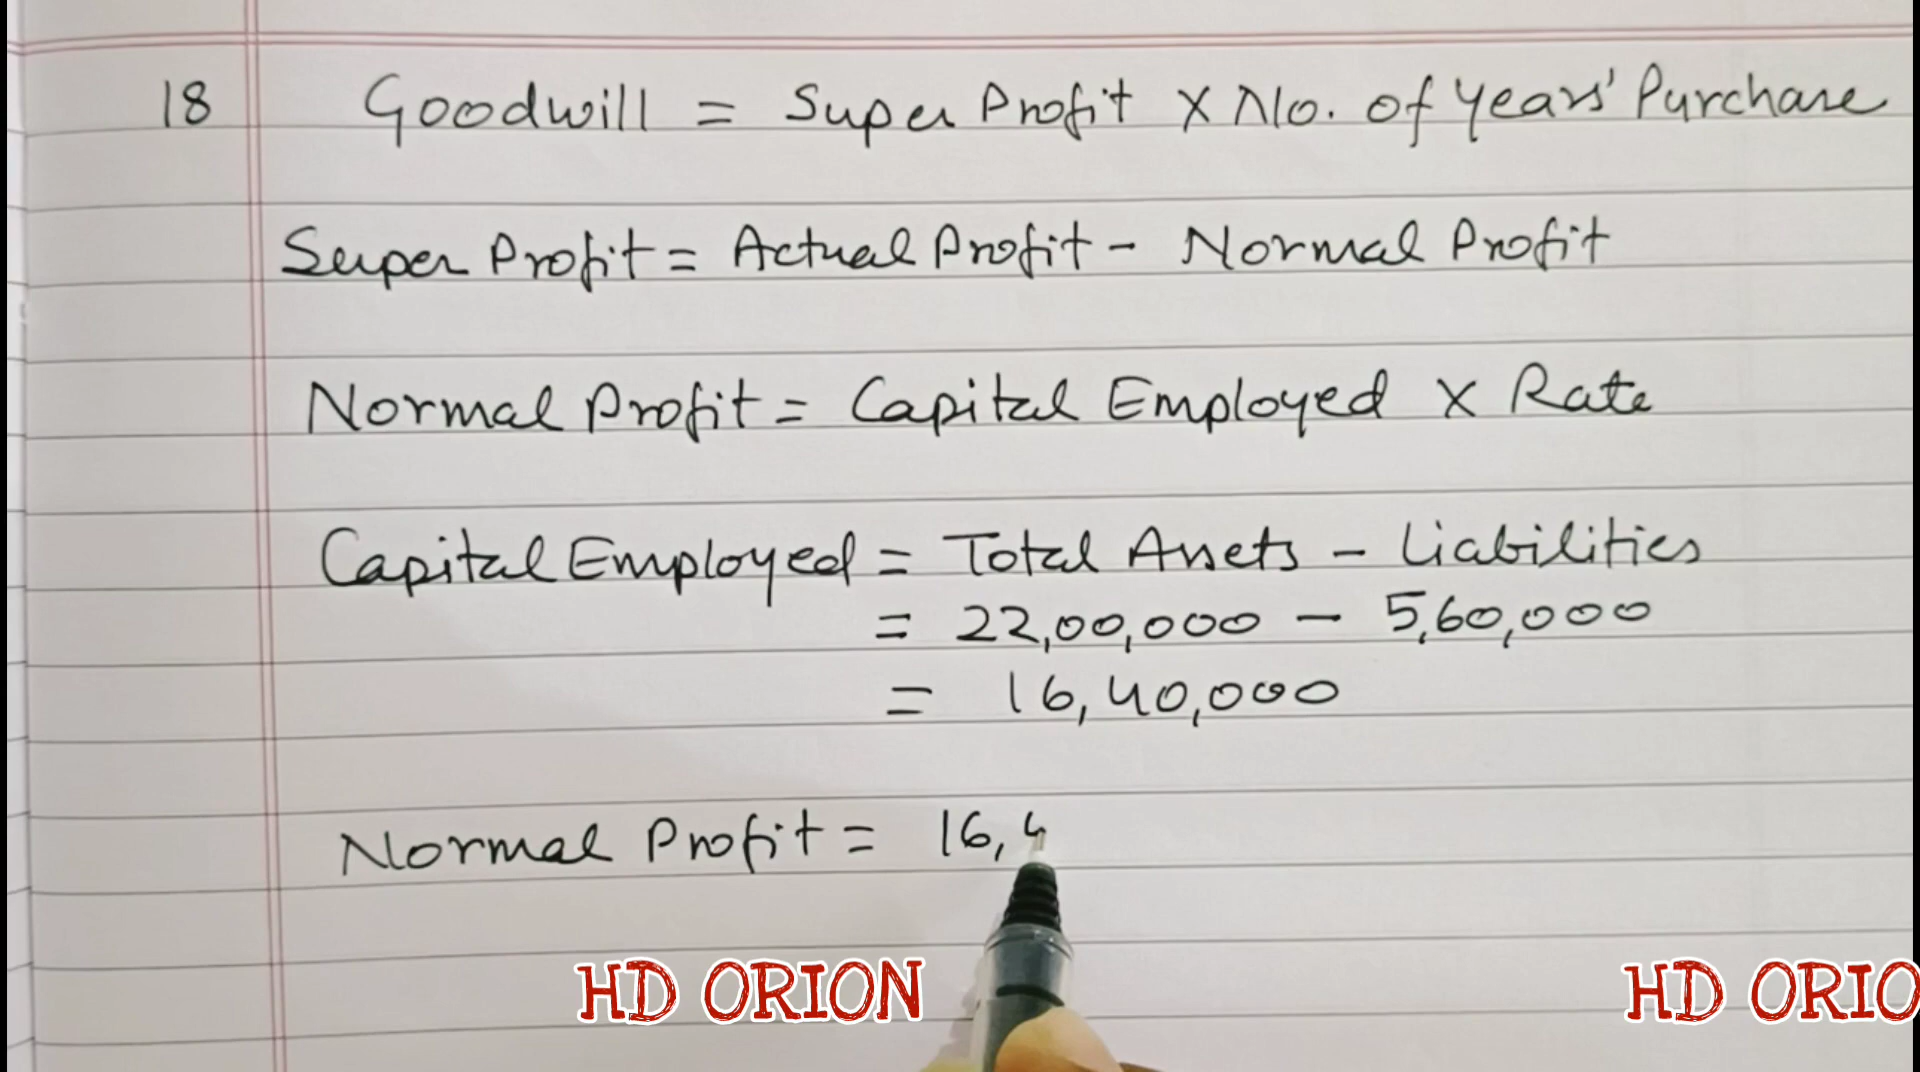 18 Goodwill = Super Profit X No. of Years' Purchase
Super Profit = Actual Profit - Normal Profit
Normal Profit = Capital Employed X Rate
Capital Employed = Total Assets - Liabilities
= 22,00,000 - 5,60,000
= 16,40,000
Normal Profit = 16,4
HD ORION HD ORIO